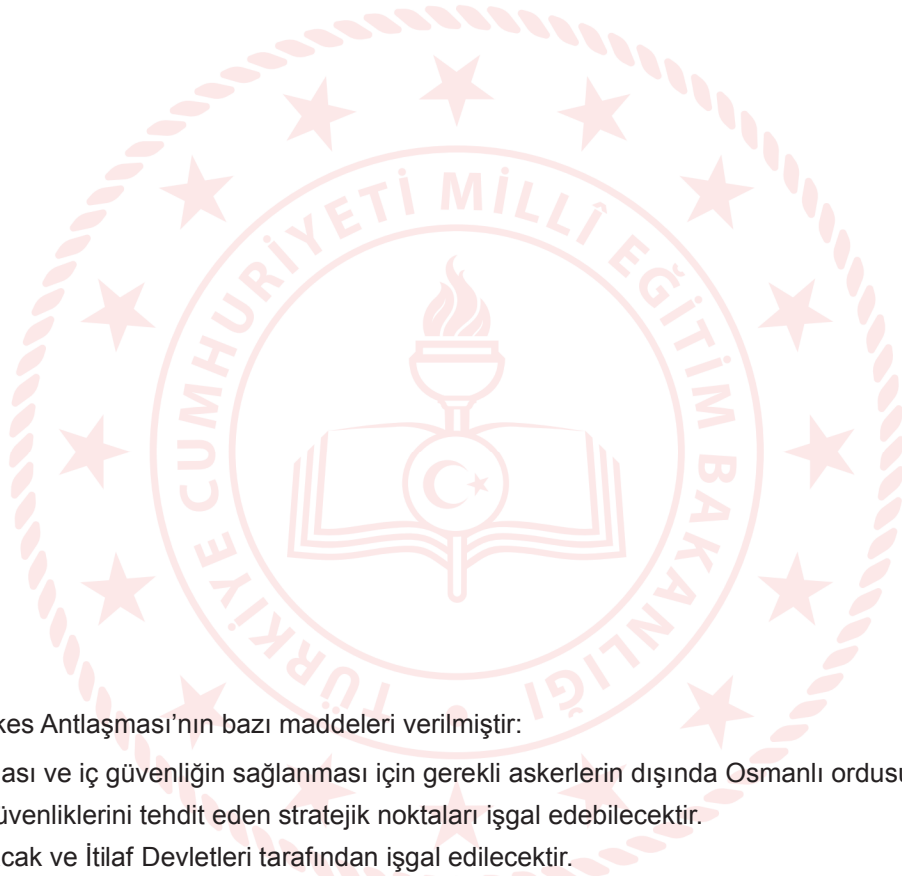 TÜRKİYE CUMHURİYETİ MİLLÎ EĞİTİM BAKANLIĞI
kes Antlaşması’nın bazı maddeleri verilmiştir:
ası ve iç güvenliğin sağlanması için gerekli askerlerin dışında Osmanlı ordusu
üvenliklerini tehdit eden stratejik noktaları işgal edebilecektir.
cak ve İtilaf Devletleri tarafından işgal edilecektir.